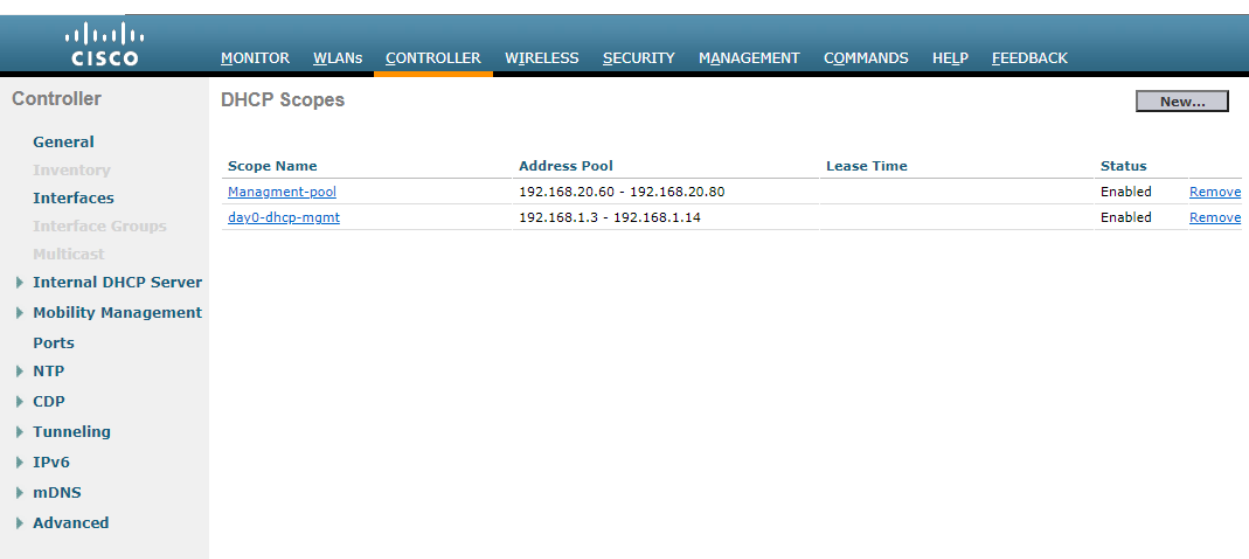 CISCO
MONITOR WLANs CONTROLLER WIRELESS SECURITY MANAGEMENT COMMANDS HELP FEEDBACK
Controller
General
Inventory
Interfaces
Interface Groups
Multicast
Internal DHCP Server
Mobility Management
Ports
NTP
CDP
Tunneling
IPv6
mDNS
Advanced
DHCP Scopes
New...
Scope Name Address Pool Lease Time Status
Managment-pool 192.168.20.60 - 192.168.20.80 Enabled Remove
day0-dhcp-mgmt 192.168.1.3 - 192.168.1.14 Enabled Remove